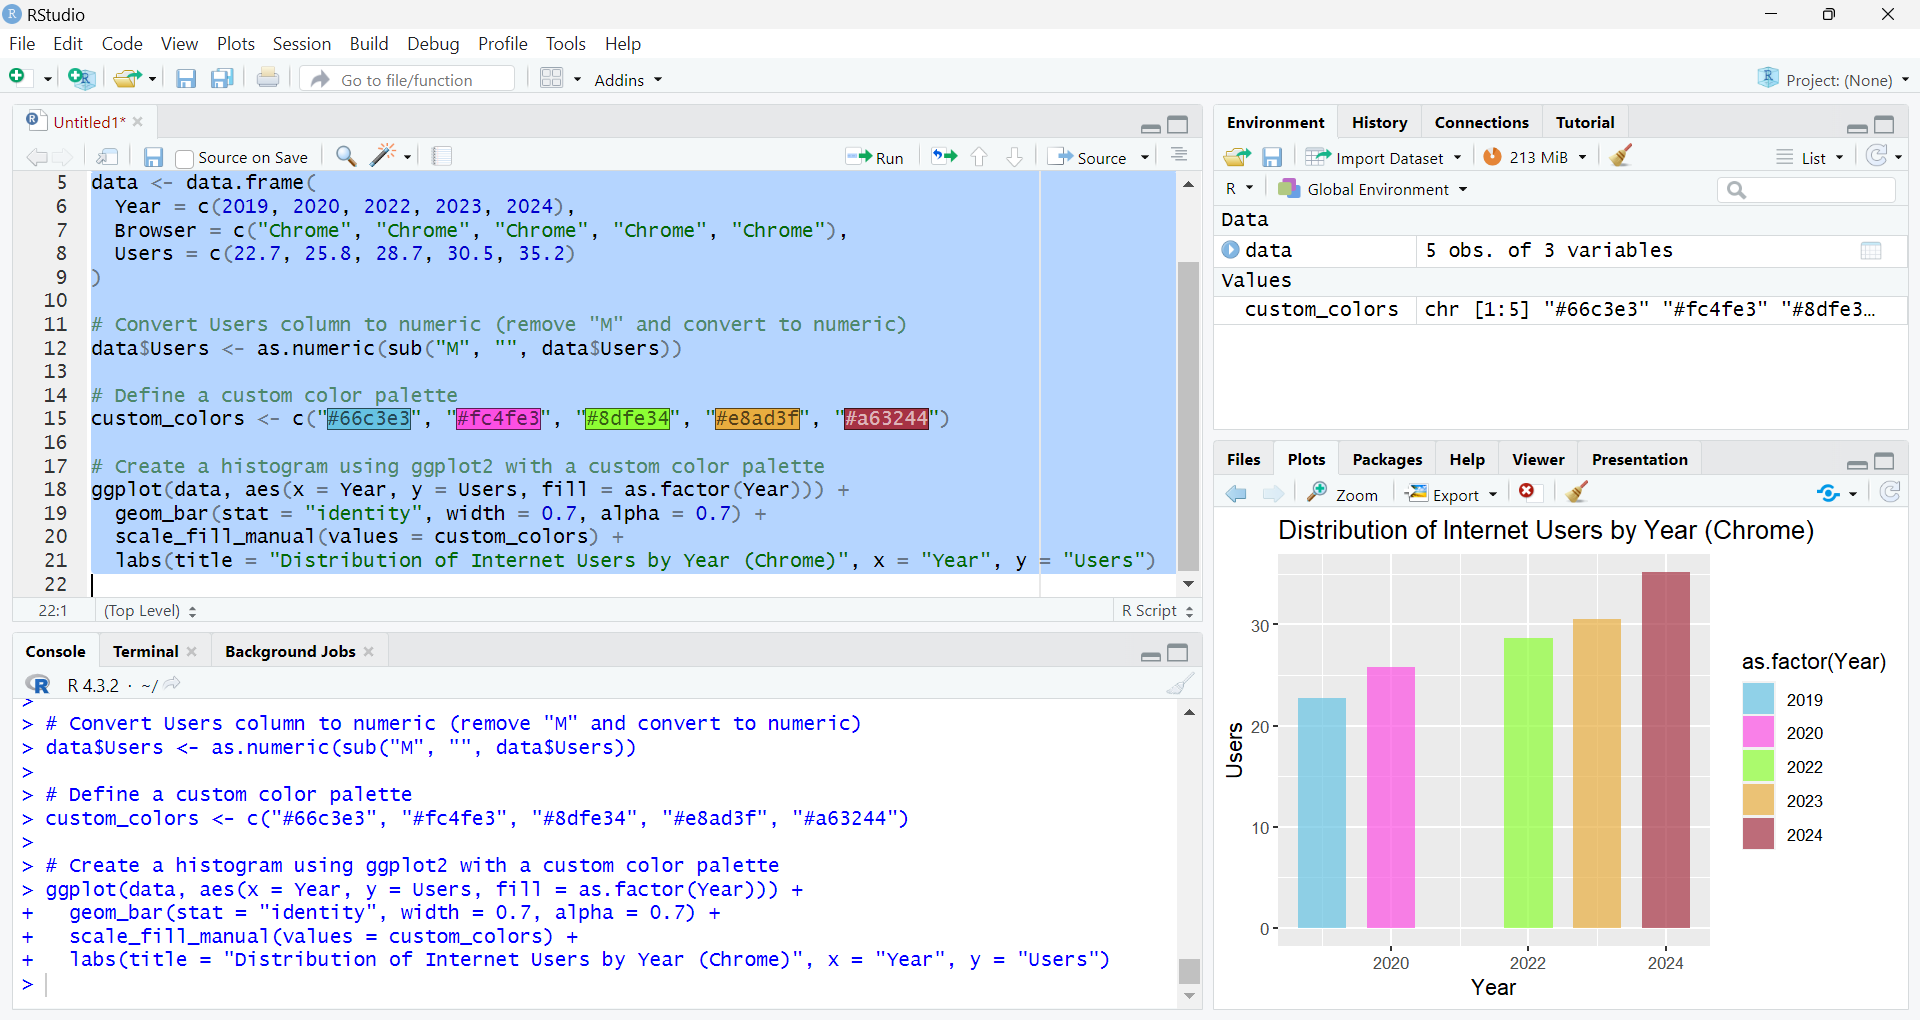 RStudio
File Edit Code View Plots Session Build Debug Profile Tools Help
Go to file/function Addins Project: (None)
Untitled1*
Source on Save Run Source
5 data <- data.frame(
6 Year = c(2019, 2020, 2022, 2023, 2024),
7 Browser = c("Chrome", "Chrome", "Chrome", "Chrome", "Chrome"),
8 Users = c(22.7, 25.8, 28.7, 30.5, 35.2)
9 )
10
11 # Convert Users column to numeric (remove "M" and convert to numeric)
12 data$Users <- as.numeric(sub("M", "", data$Users))
13
14 # Define a custom color palette
15 custom_colors <- c("#66c3e3", "#fc4fe3", "#8dfe34", "#e8ad3f", "#a63244")
16
17 # Create a histogram using ggplot2 with a custom color palette
18 ggplot(data, aes(x = Year, y = Users, fill = as.factor(Year))) +
19 geom_bar(stat = "identity", width = 0.7, alpha = 0.7) +
20 scale_fill_manual(values = custom_colors) +
21 labs(title = "Distribution of Internet Users by Year (Chrome)", x = "Year", y = "Users")
22
22:1 (Top Level) R Script
Console Terminal Background Jobs
R 4.3.2 · ~/
>
> # Convert Users column to numeric (remove "M" and convert to numeric)
> data$Users <- as.numeric(sub("M", "", data$Users))
>
> # Define a custom color palette
> custom_colors <- c("#66c3e3", "#fc4fe3", "#8dfe34", "#e8ad3f", "#a63244")
>
> # Create a histogram using ggplot2 with a custom color palette
> ggplot(data, aes(x = Year, y = Users, fill = as.factor(Year))) +
+ geom_bar(stat = "identity", width = 0.7, alpha = 0.7) +
+ scale_fill_manual(values = custom_colors) +
+ labs(title = "Distribution of Internet Users by Year (Chrome)", x = "Year", y = "Users")
>
Environment History Connections Tutorial
Import Dataset 213 MiB List
R Global Environment
Data
data 5 obs. of 3 variables
Values
custom_colors chr [1:5] "#66c3e3" "#fc4fe3" "#8dfe3…
Files Plots Packages Help Viewer Presentation
Zoom Export
Distribution of Internet Users by Year (Chrome)
30
20
10
0
Users
2020 2022 2024
Year
as.factor(Year)
2019
2020
2022
2023
2024